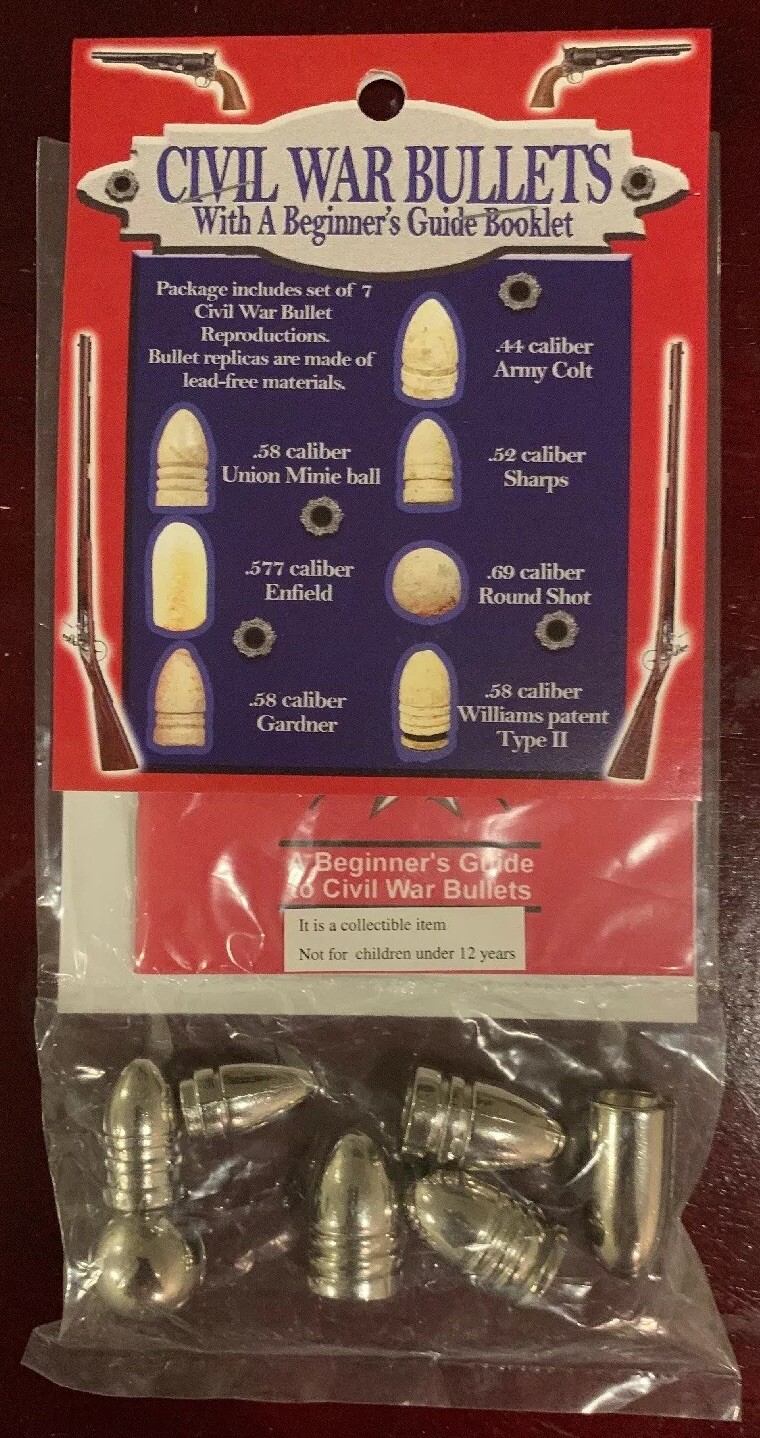 CIVIL WAR BULLETS
With A Beginner's Guide Booklet
Package includes set of 7
Civil War Bullet
Reproductions.
Bullet replicas are made of
lead-free materials.
.44 caliber
Army Colt
.58 caliber
Union Minie ball
.52 caliber
Sharps
.577 caliber
Enfield
.69 caliber
Round Shot
.58 caliber
Gardner
.58 caliber
Williams patent
Type II
A Beginner's Guide
to Civil War Bullets
It is a collectible item
Not for children under 12 years